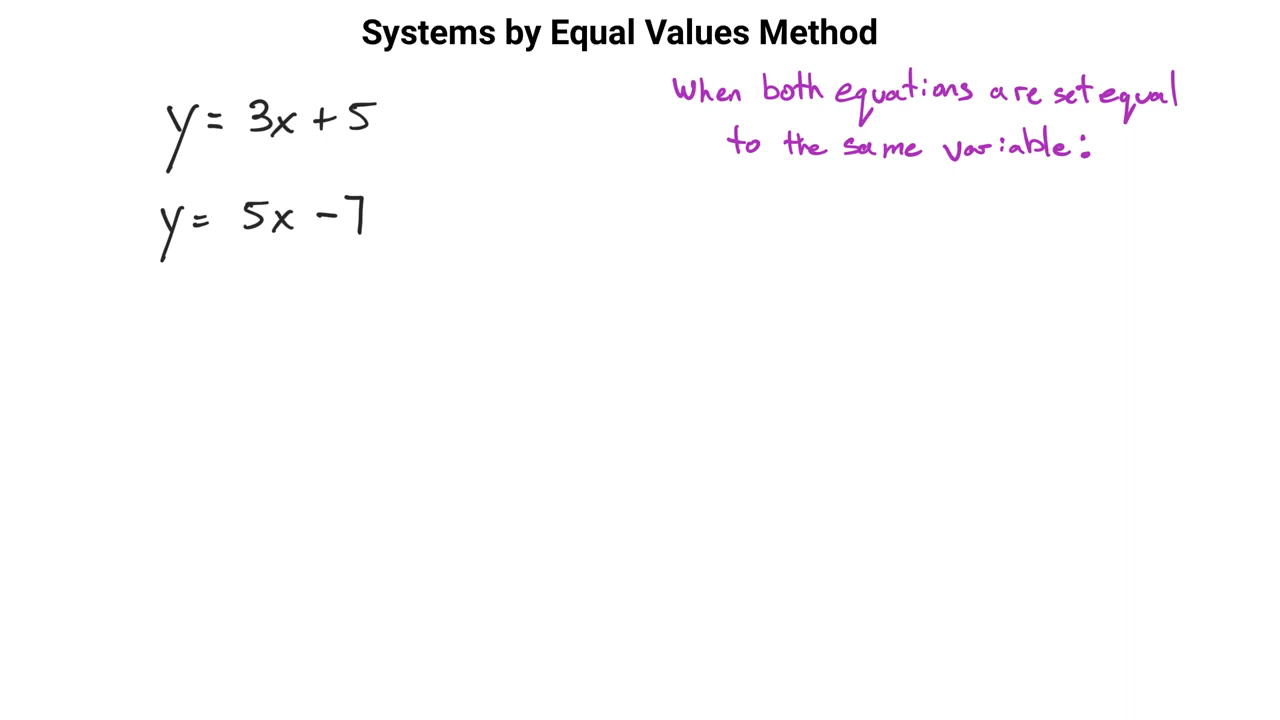 Systems by Equal Values Method
y = 3x + 5
y = 5x - 7
When both equations are set equal
to the same variable: